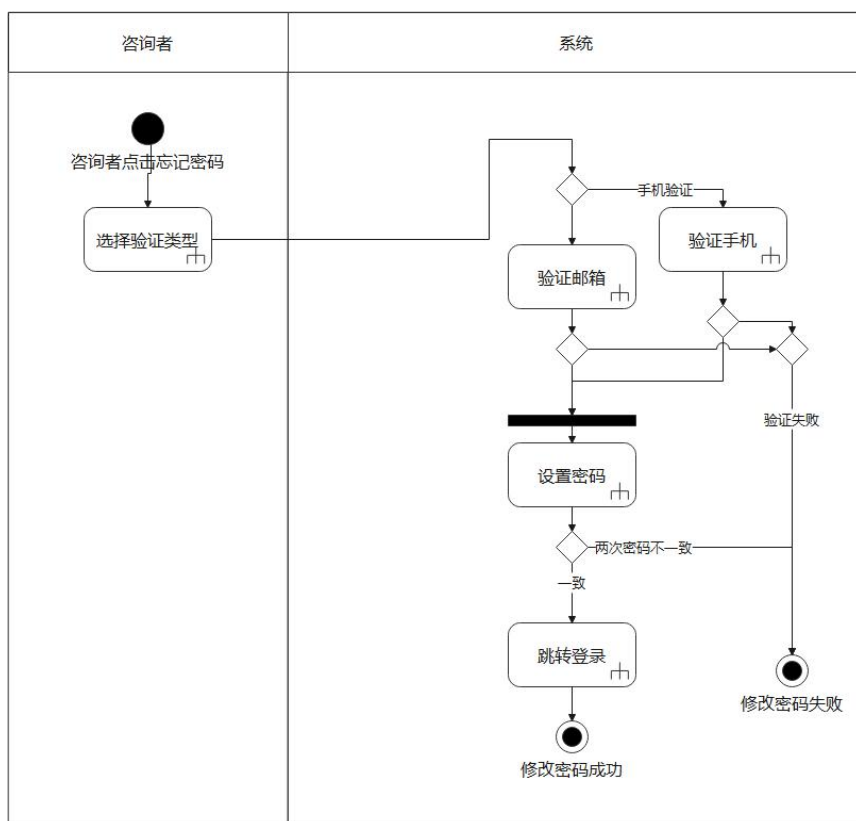 咨询者
系统
咨询者点击忘记密码
选择验证类型
手机验证
验证手机
验证邮箱
验证失败
设置密码
两次密码不一致
一致
跳转登录
修改密码失败
修改密码成功